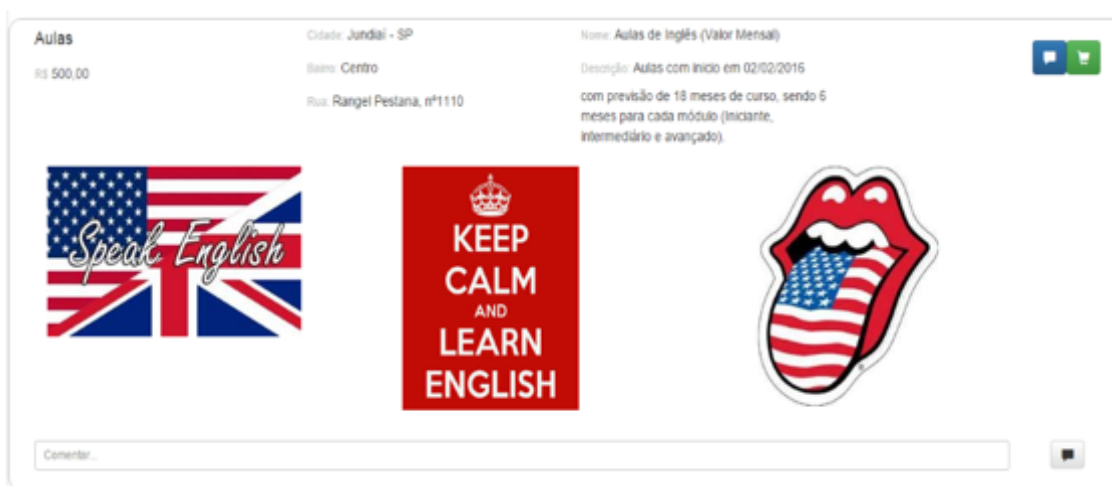 Aulas
R$ 500,00
Cidade: Jundiaí - SP
Bairro: Centro
Rua: Rangel Pestana, nº1110
Nome: Aulas de Inglês (Valor Mensal)
Descrição: Aulas com inicio em 02/02/2016
com previsão de 18 meses de curso, sendo 6
meses para cada módulo (Iniciante,
intermediário e avançado).
Speak English
KEEP
CALM
AND
LEARN
ENGLISH
®
Comentar...